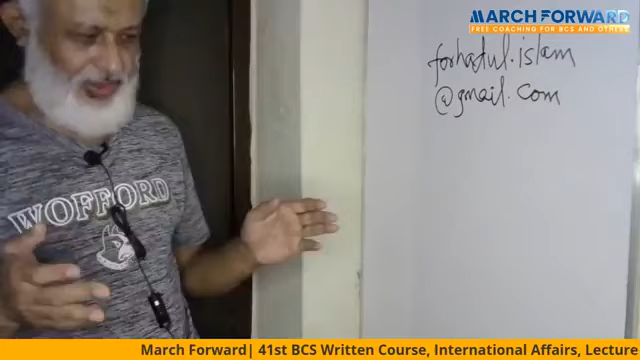 MARCH FORWARD
FREE COACHING FOR BCS AND OTHERS
forhadul.islam
@gmail.com
WOFFORD
March Forward| 41st BCS Written Course, International Affairs, Lecture